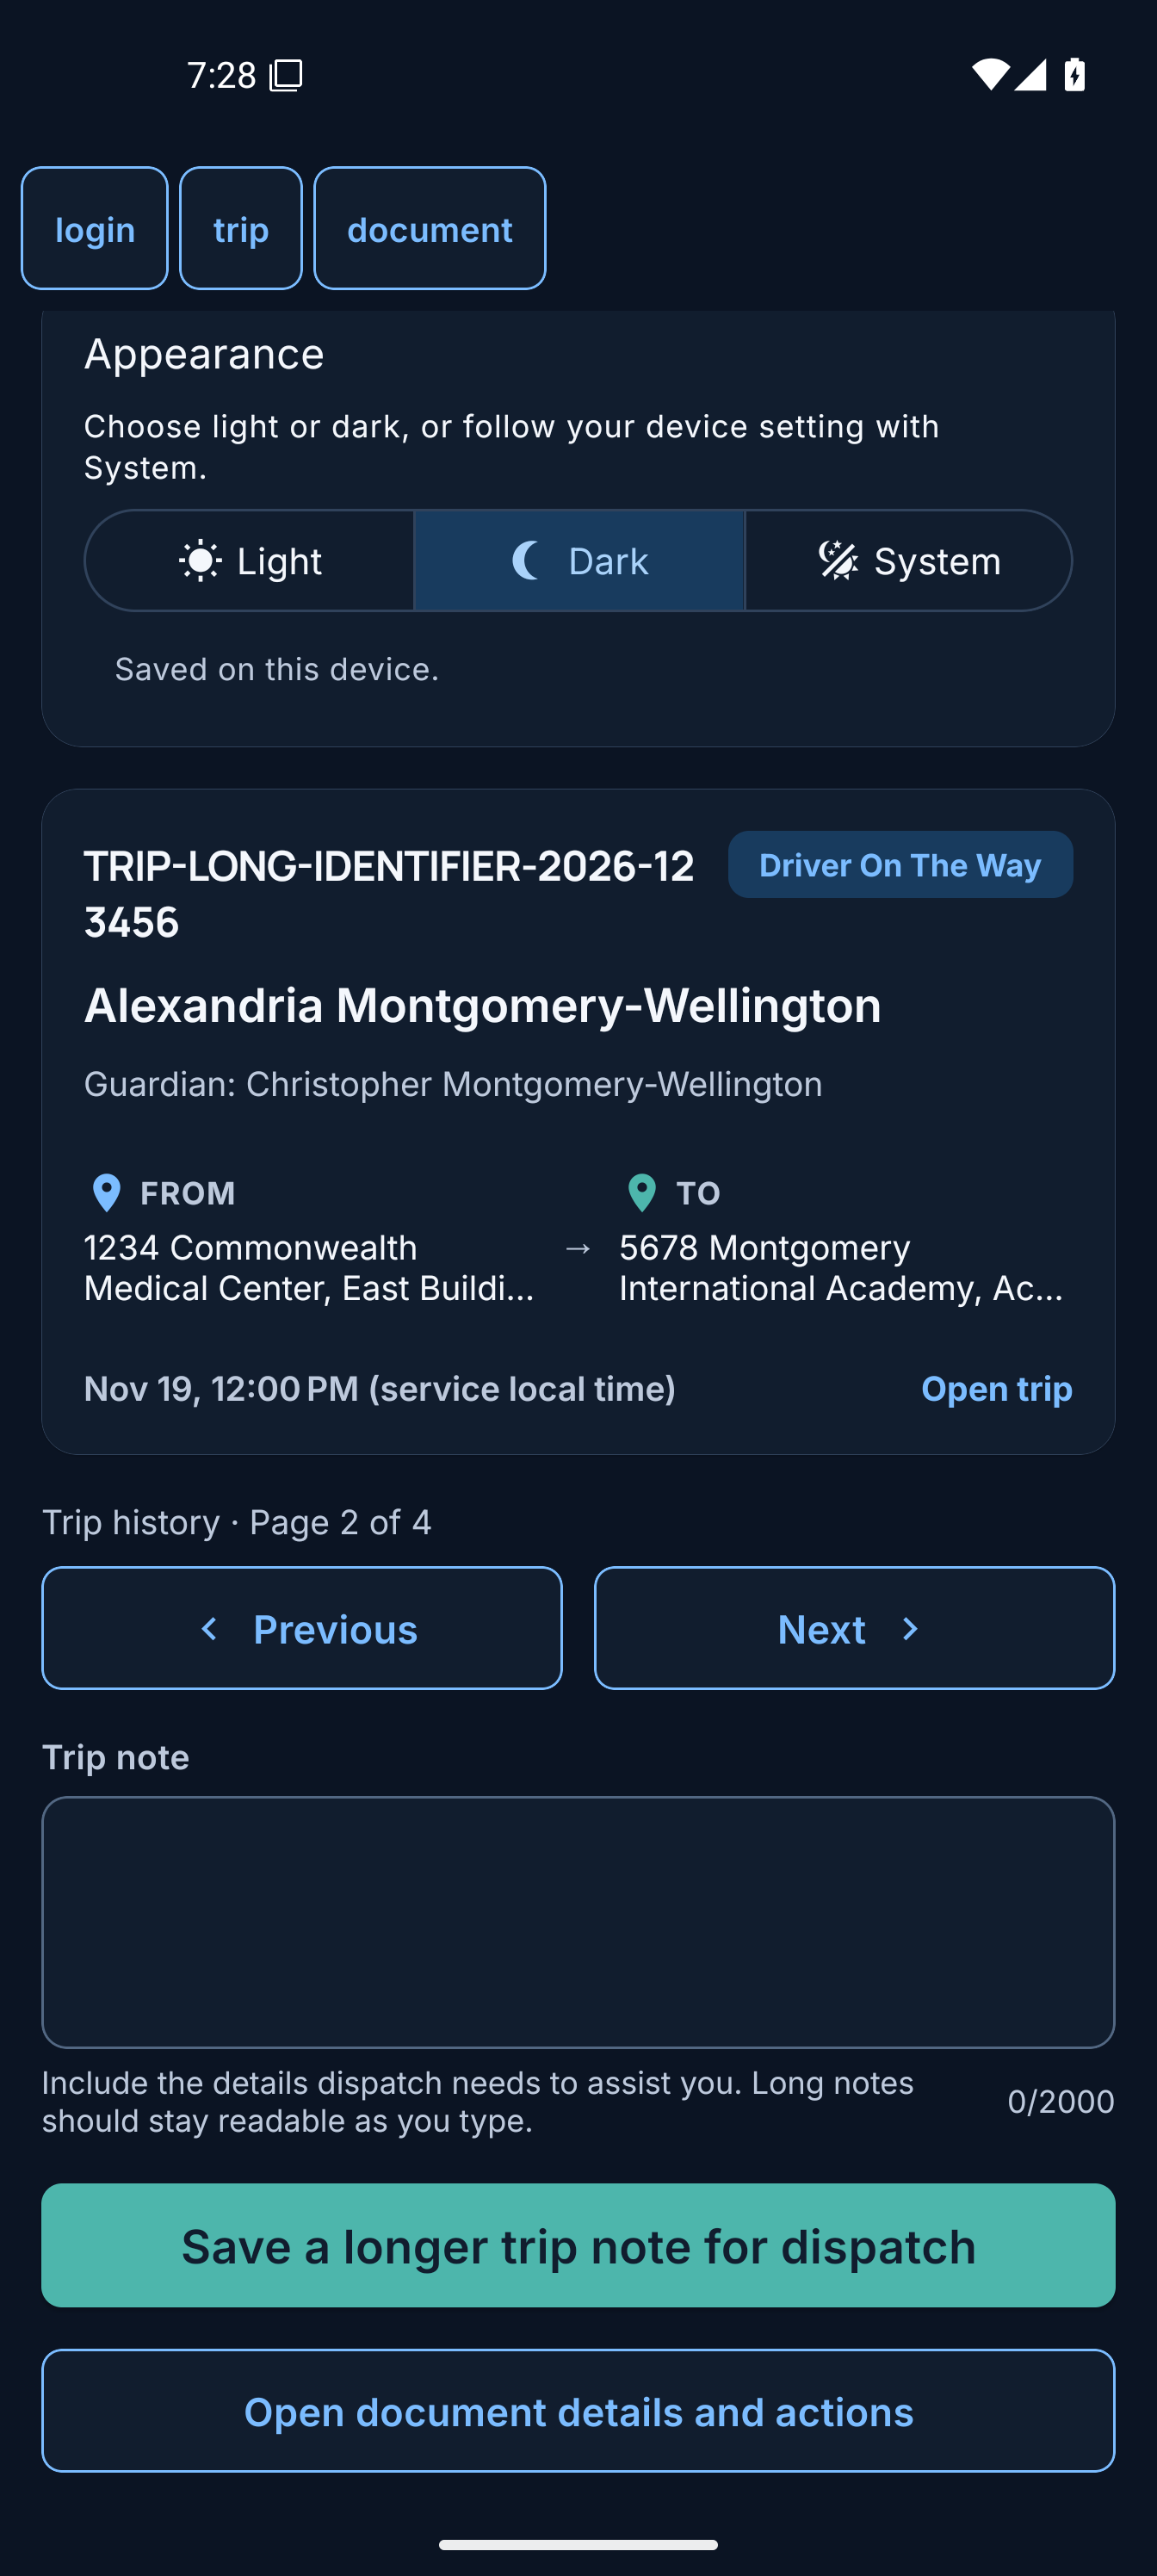 7:28
login trip document
Appearance
Choose light or dark, or follow your device setting with
System.
Light Dark System
Saved on this device.
TRIP-LONG-IDENTIFIER-2026-12
3456
Driver On The Way
Alexandria Montgomery-Wellington
Guardian: Christopher Montgomery-Wellington
FROM
1234 Commonwealth
Medical Center, East Buildi...
→
TO
5678 Montgomery
International Academy, Ac...
Nov 19, 12:00 PM (service local time)
Open trip
Trip history · Page 2 of 4
Previous
Next
Trip note
Include the details dispatch needs to assist you. Long notes
should stay readable as you type.
0/2000
Save a longer trip note for dispatch
Open document details and actions